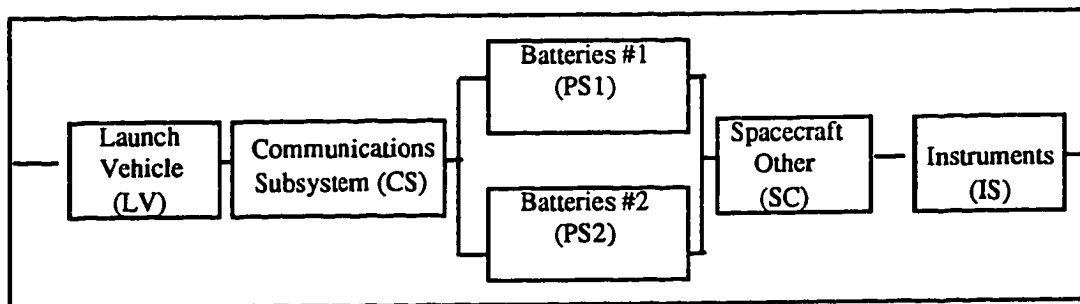 Launch
Vehicle
(LV)
Communications
Subsystem (CS)
Batteries #1
(PS1)
Batteries #2
(PS2)
Spacecraft
Other
(SC)
Instruments
(IS)